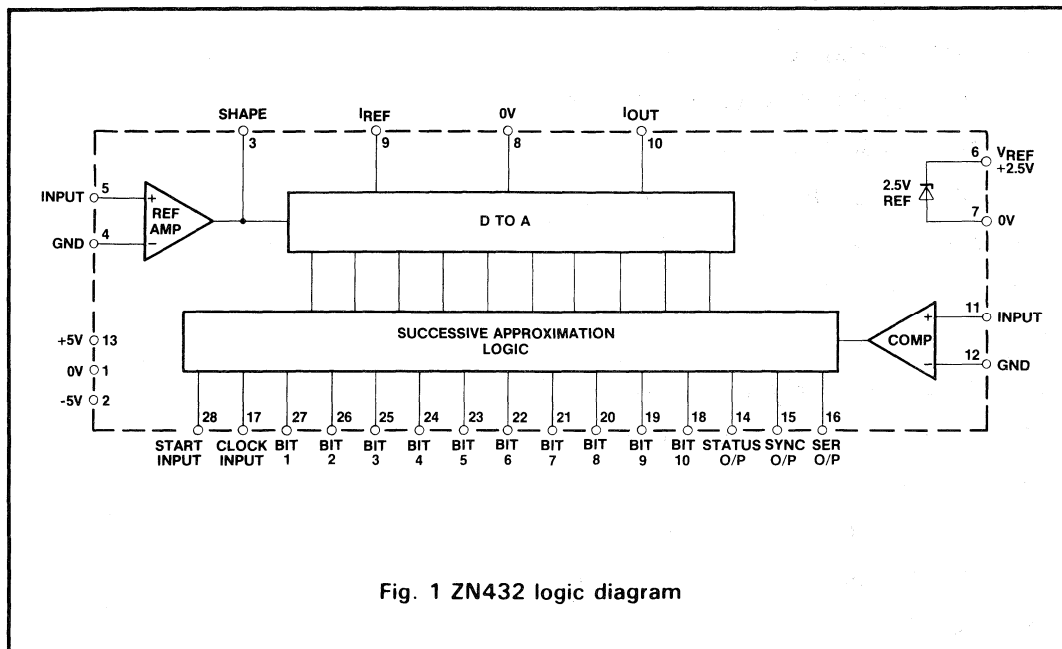 SHAPE IREF 0V IOUT
3 9 8 10
6 VREF
+2.5V
INPUT 5 + REF AMP −
GND 4
D TO A
2.5V
REF
7 0V
SUCCESSIVE APPROXIMATION
LOGIC
+ COMP −
11 INPUT
12 GND
+5V 13
0V 1
-5V 2
28 17 27 26 25 24 23 22 21 20 19 18 14 15 16
START CLOCK BIT BIT BIT BIT BIT BIT BIT BIT BIT BIT STATUS SYNC SER
INPUT INPUT 1 2 3 4 5 6 7 8 9 10 O/P O/P O/P
Fig. 1 ZN432 logic diagram